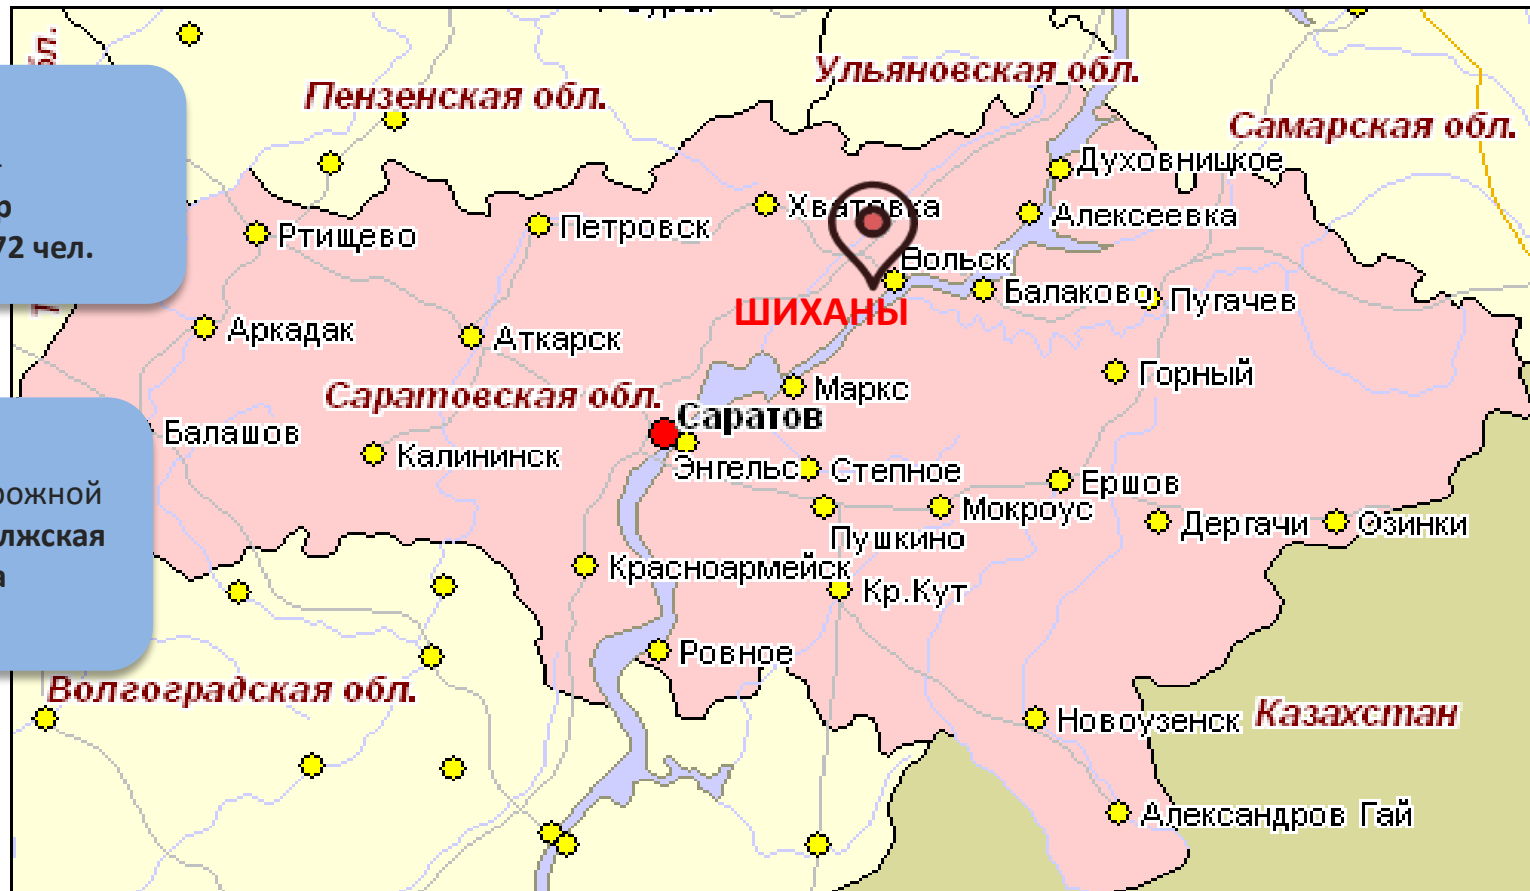 Ульяновская обл.
Пензенская обл.
Самарская обл.
Духовницкое
Хватовка
Алексеевка
р
72 чел.
Ртищево
Петровск
Вольск
Балаково
Пугачев
ШИХАНЫ
Аркадак
Аткарск
Горный
Маркс
Саратовская обл.
Саратов
Балашов
Калининск
Энгельс
Степное
Ершов
рожной
лжская
а
Мокроус
Дергачи
Озинки
Пушкино
Красноармейск
Кр.Кут
Ровное
Волгоградская обл.
Новоузенск
Казахстан
Александров Гай